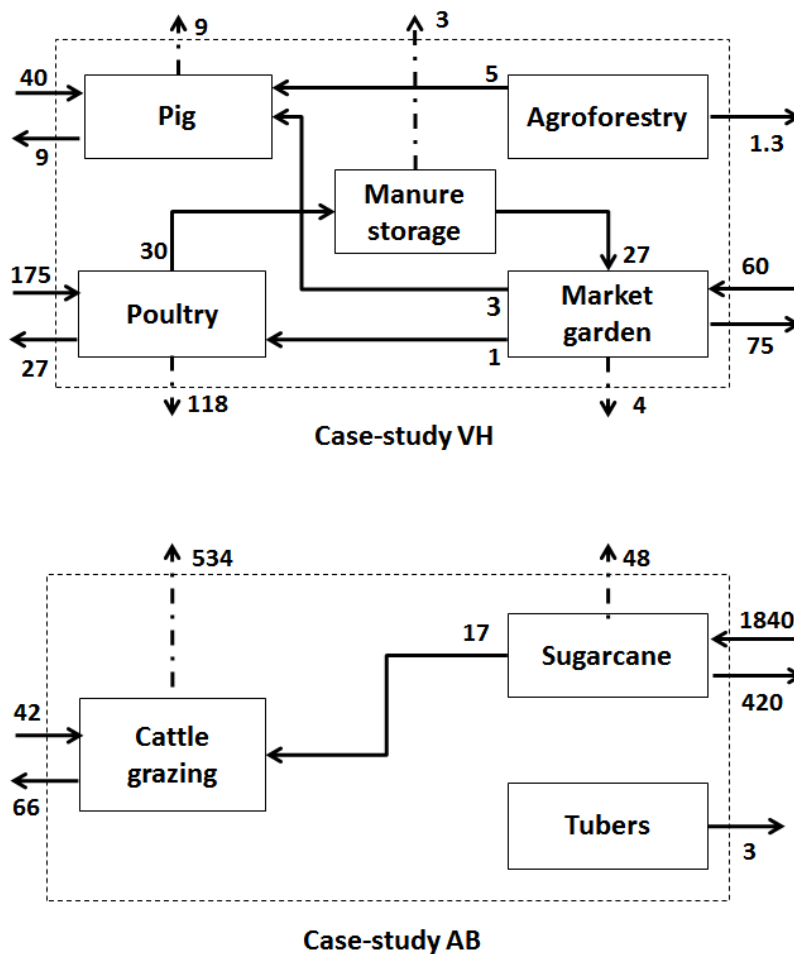 9
3
40
5
Pig
Agroforestry
9
1.3
Manure
storage
30
27
175
60
Poultry
Market
garden
3
27
1
75
118
4
Case-study VH
534
48
17
1840
Sugarcane
42
420
Cattle
grazing
66
Tubers
3
Case-study AB